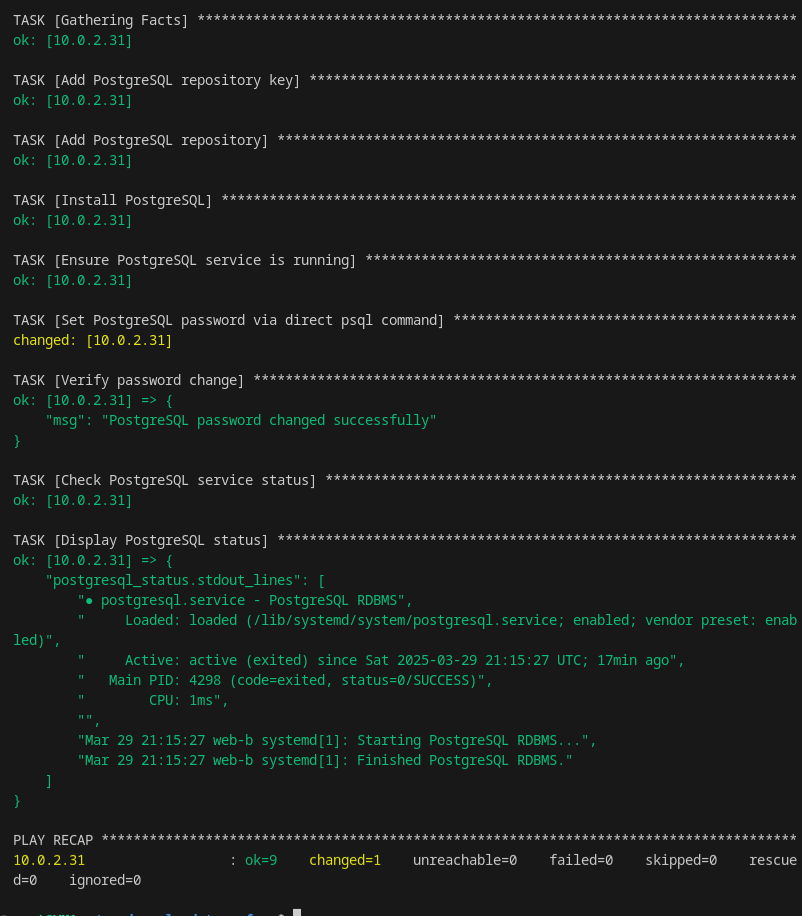 TASK [Gathering Facts] ***************************************************************************
ok: [10.0.2.31]
TASK [Add PostgreSQL repository key] *************************************************************
ok: [10.0.2.31]
TASK [Add PostgreSQL repository] *****************************************************************
ok: [10.0.2.31]
TASK [Install PostgreSQL] ************************************************************************
ok: [10.0.2.31]
TASK [Ensure PostgreSQL service is running] ******************************************************
ok: [10.0.2.31]
TASK [Set PostgreSQL password via direct psql command] *******************************************
changed: [10.0.2.31]
TASK [Verify password change] ********************************************************************
ok: [10.0.2.31] => {
    "msg": "PostgreSQL password changed successfully"
}
TASK [Check PostgreSQL service status] ***********************************************************
ok: [10.0.2.31]
TASK [Display PostgreSQL status] *****************************************************************
ok: [10.0.2.31] => {
    "postgresql_status.stdout_lines": [
        "● postgresql.service - PostgreSQL RDBMS",
        "     Loaded: loaded (/lib/systemd/system/postgresql.service; enabled; vendor preset: enab
led)",
        "     Active: active (exited) since Sat 2025-03-29 21:15:27 UTC; 17min ago",
        "   Main PID: 4298 (code=exited, status=0/SUCCESS)",
        "        CPU: 1ms",
        "",
        "Mar 29 21:15:27 web-b systemd[1]: Starting PostgreSQL RDBMS...",
        "Mar 29 21:15:27 web-b systemd[1]: Finished PostgreSQL RDBMS."
    ]
}
PLAY RECAP ***************************************************************************************
10.0.2.31                  : ok=9    changed=1    unreachable=0    failed=0    skipped=0    rescue
d=0    ignored=0